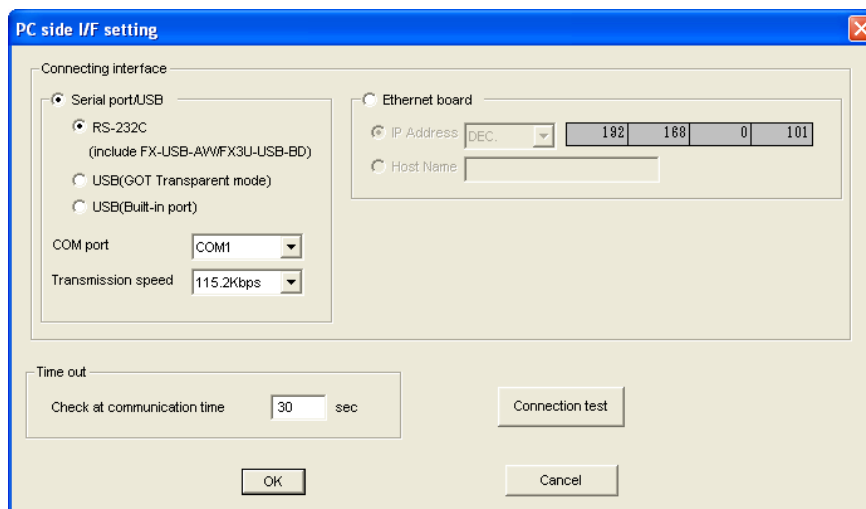 PC side I/F setting
Connecting interface
Serial port/USB
RS-232C
(include FX-USB-AW/FX3U-USB-BD)
USB(GOT Transparent mode)
USB(Built-in port)
COM port
COM1
Transmission speed
115.2Kbps
Ethernet board
IP Address
DEC.
192 168 0 101
Host Name
Time out
Check at communication time 30 sec
Connection test
OK
Cancel